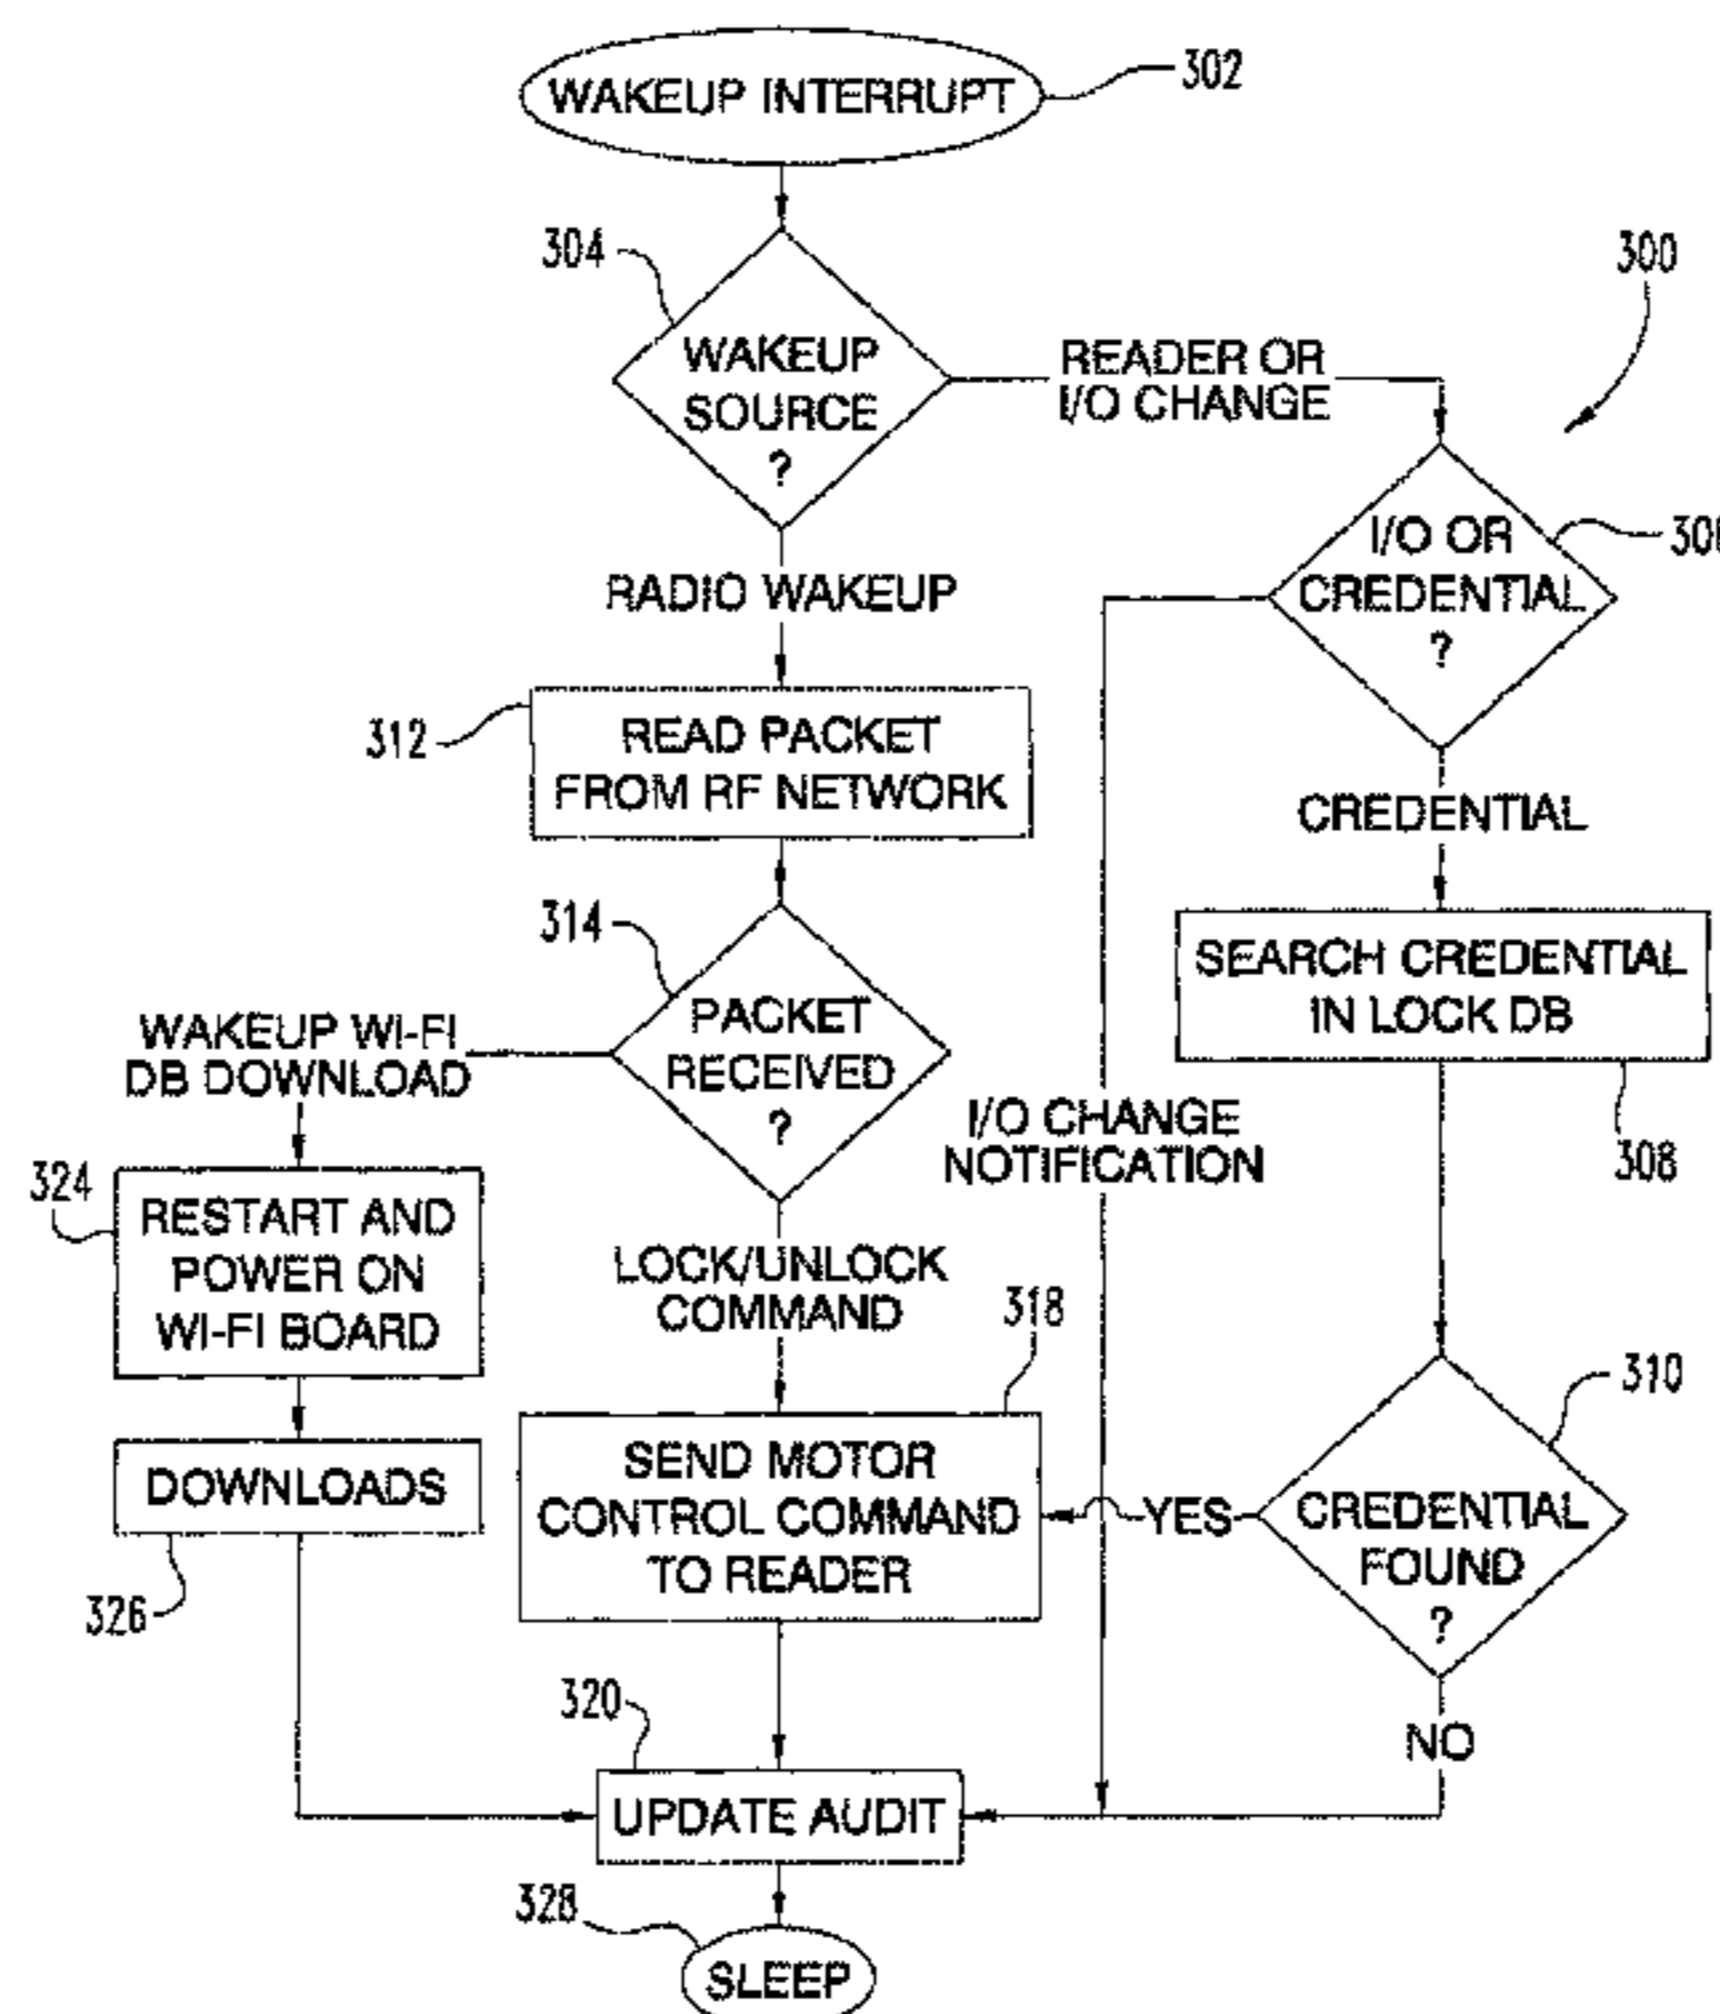 WAKEUP INTERRUPT
302
304
300
WAKEUP
SOURCE
?
READER OR
I/O CHANGE
I/O OR
CREDENTIAL
?
RADIO WAKEUP
312
READ PACKET
FROM RF NETWORK
CREDENTIAL
314
PACKET
RECEIVED
?
SEARCH CREDENTIAL
IN LOCK DB
308
WAKEUP WI-FI
DB DOWNLOAD
I/O CHANGE
NOTIFICATION
324
RESTART AND
POWER ON
WI-FI BOARD
LOCK/UNLOCK
COMMAND
318
310
DOWNLOADS
326
SEND MOTOR
CONTROL COMMAND
TO READER
YES
CREDENTIAL
FOUND
?
NO
320
UPDATE AUDIT
328
SLEEP